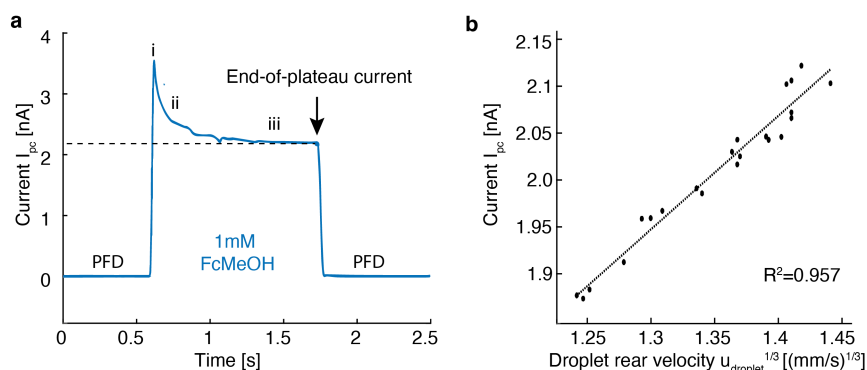 a
4
3
2
1
0
Current Ipc [nA]
i
ii
iii
End-of-plateau current
PFD
1mM
FcMeOH
PFD
0
0.5
1
1.5
2
2.5
Time [s]
b
2.15
2.1
2.05
2.0
1.95
1.9
Current Ipc [nA]
R²=0.957
1.25
1.3
1.35
1.4
1.45
Droplet rear velocity u_droplet^1/3 [(mm/s)^1/3]